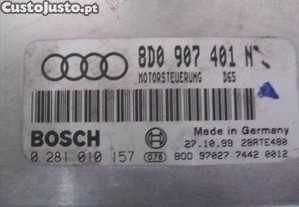 CustoJusto.pt
8D0 907 401 N
MOTORSTEUERUNG D65
A
BOSCH
Made in Germany
27.10.99 28RTE480
0 281 010 157 078 BOO 97027 7442 0012